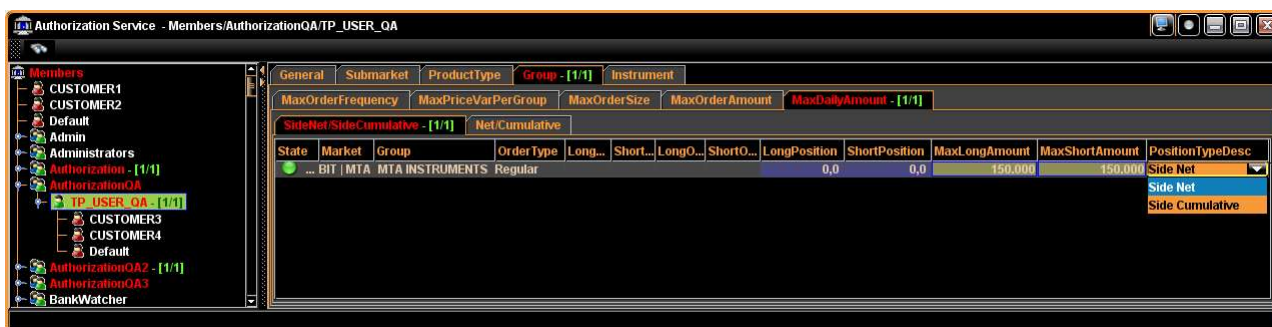 Authorization Service - Members/AuthorizationQA/TP_USER_QA
Members
CUSTOMER1
CUSTOMER2
Default
Admin
Administrators
Authorization - [1/1]
AuthorizationQA
TP_USER_QA - [1/1]
CUSTOMER3
CUSTOMER4
Default
AuthorizationQA2 - [1/1]
AuthorizationQA3
BankWatcher
General Submarket ProductType Group - [1/1] Instrument
MaxOrderFrequency MaxPriceVarPerGroup MaxOrderSize MaxOrderAmount MaxDailyAmount - [1/1]
SideNet/SideCumulative - [1/1] Net/Cumulative
State Market Group OrderType Long... Short... LongO... ShortO... LongPosition ShortPosition MaxLongAmount MaxShortAmount PositionTypeDesc
... BIT | MTA MTA INSTRUMENTS Regular 0,0 0,0 150.000 150.000 Side Net
Side Net
Side Cumulative